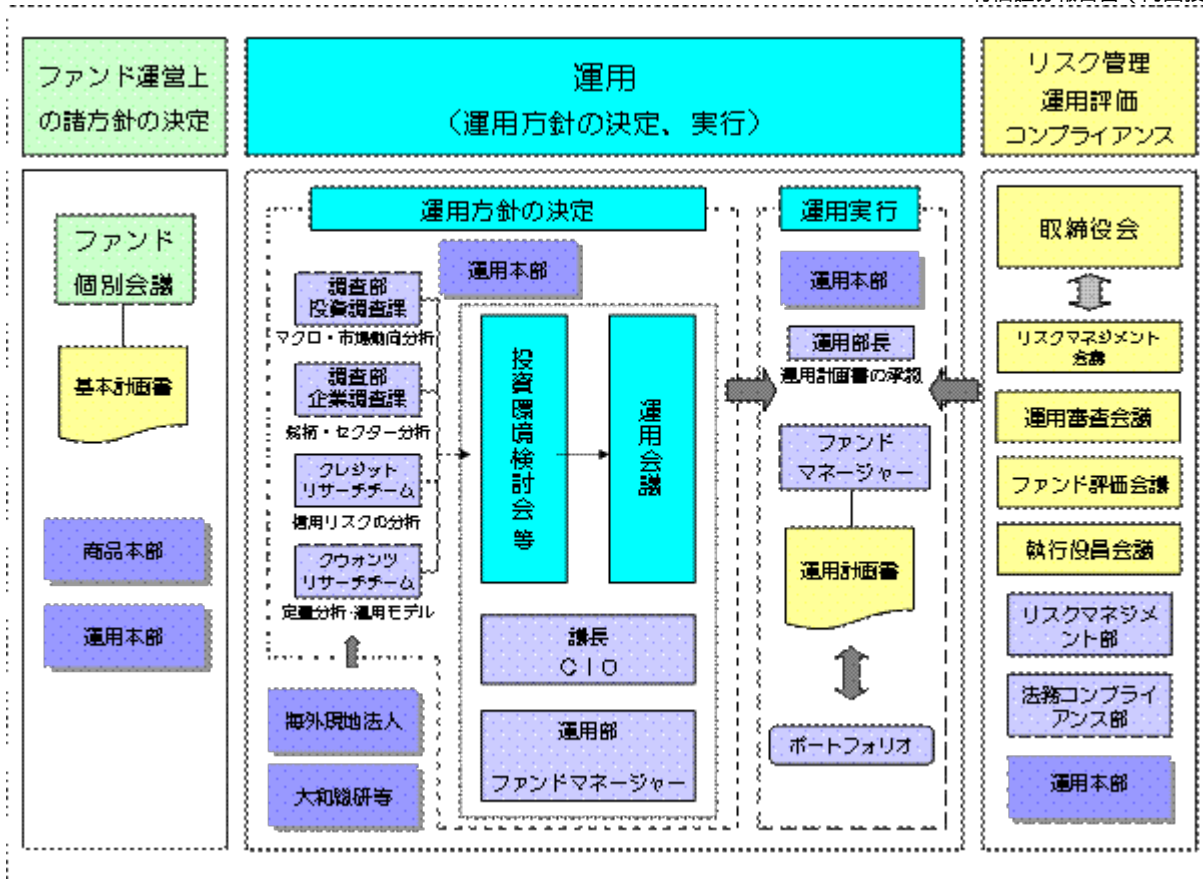 ファンド運営上
の諸方針の決定
運用
（運用方針の決定、実行）
リスク管理
運用評価
コンプライアンス
ファンド
個別会議
基本計画書
商品本部
運用本部
運用方針の決定
運用本部
調査部
投資調査課
マクロ・市場動向分析
調査部
企業調査課
銘柄・セクター分析
クレジット
リサーチチーム
信用リスクの分析
クウォンツ
リサーチチーム
定量分析・運用モデル
海外現地法人
大和総研等
投資環境検討会等
運用会議
議長
CIO
運用部
ファンドマネージャー
運用実行
運用本部
運用部長
運用計画書の承認
ファンド
マネージャー
運用計画書
ポートフォリオ
取締役会
リスクマネジメント
会議
運用審査会議
ファンド評価会議
執行役員会議
リスクマネジメ
ント部
法務コンプライ
アンス部
運用本部